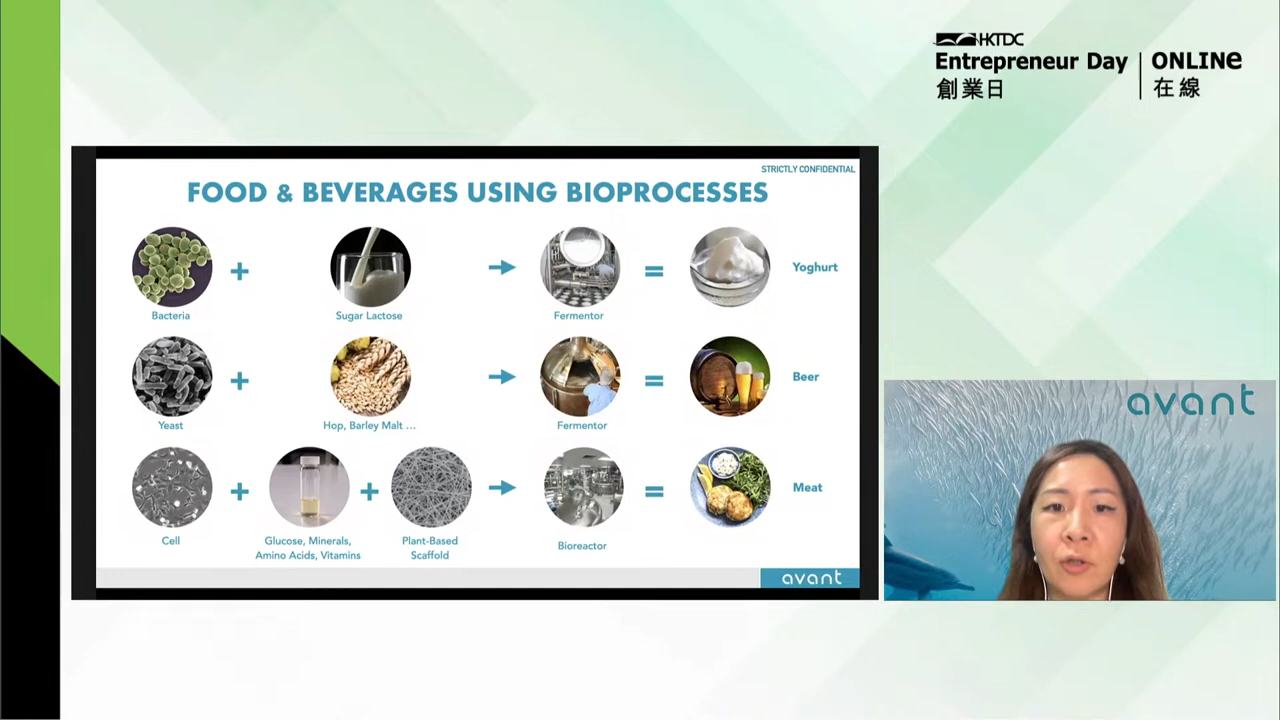 HKTDC
Entrepreneur Day
創業日
ONLINe
在線
STRICTLY CONFIDENTIAL
FOOD & BEVERAGES USING BIOPROCESSES
+ → = Yoghurt
Bacteria Sugar Lactose Fermentor
+ → = Beer
Yeast Hop, Barley Malt ... Fermentor
+ + → = Meat
Cell Glucose, Minerals, Plant-Based Bioreactor
Amino Acids, Vitamins Scaffold
avant
avant